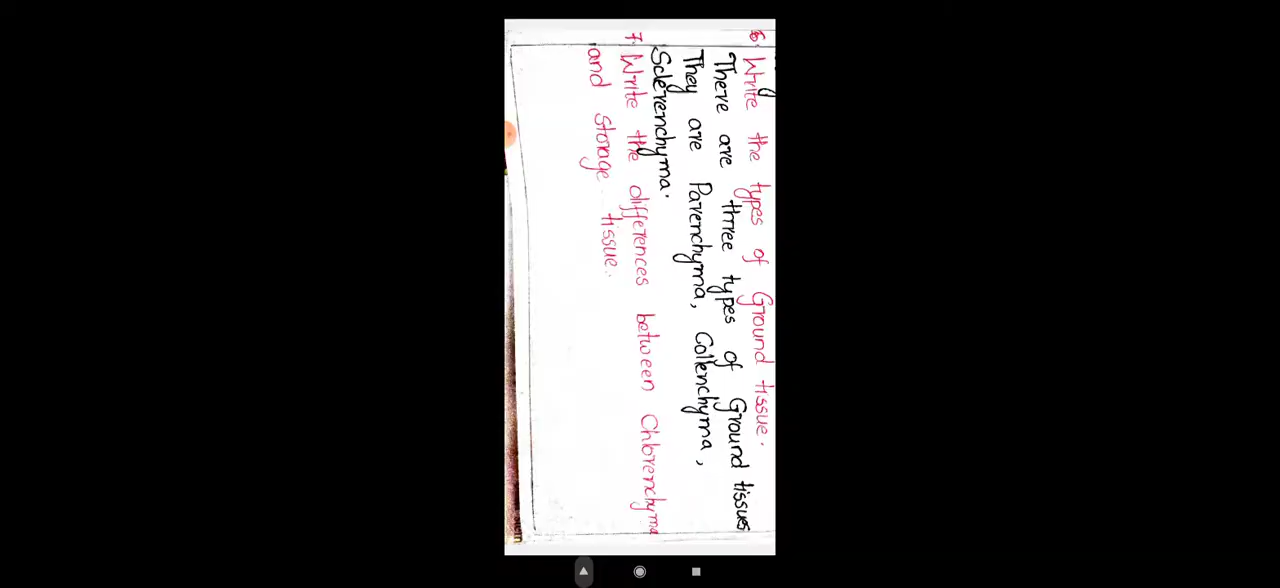 6. Write the types of Ground tissue.
There are three types of Ground tissues
They are Parenchyma, Collenchyma,
Sclerenchyma.
7. Write the differences between Chlorenchyma
and storage tissue.